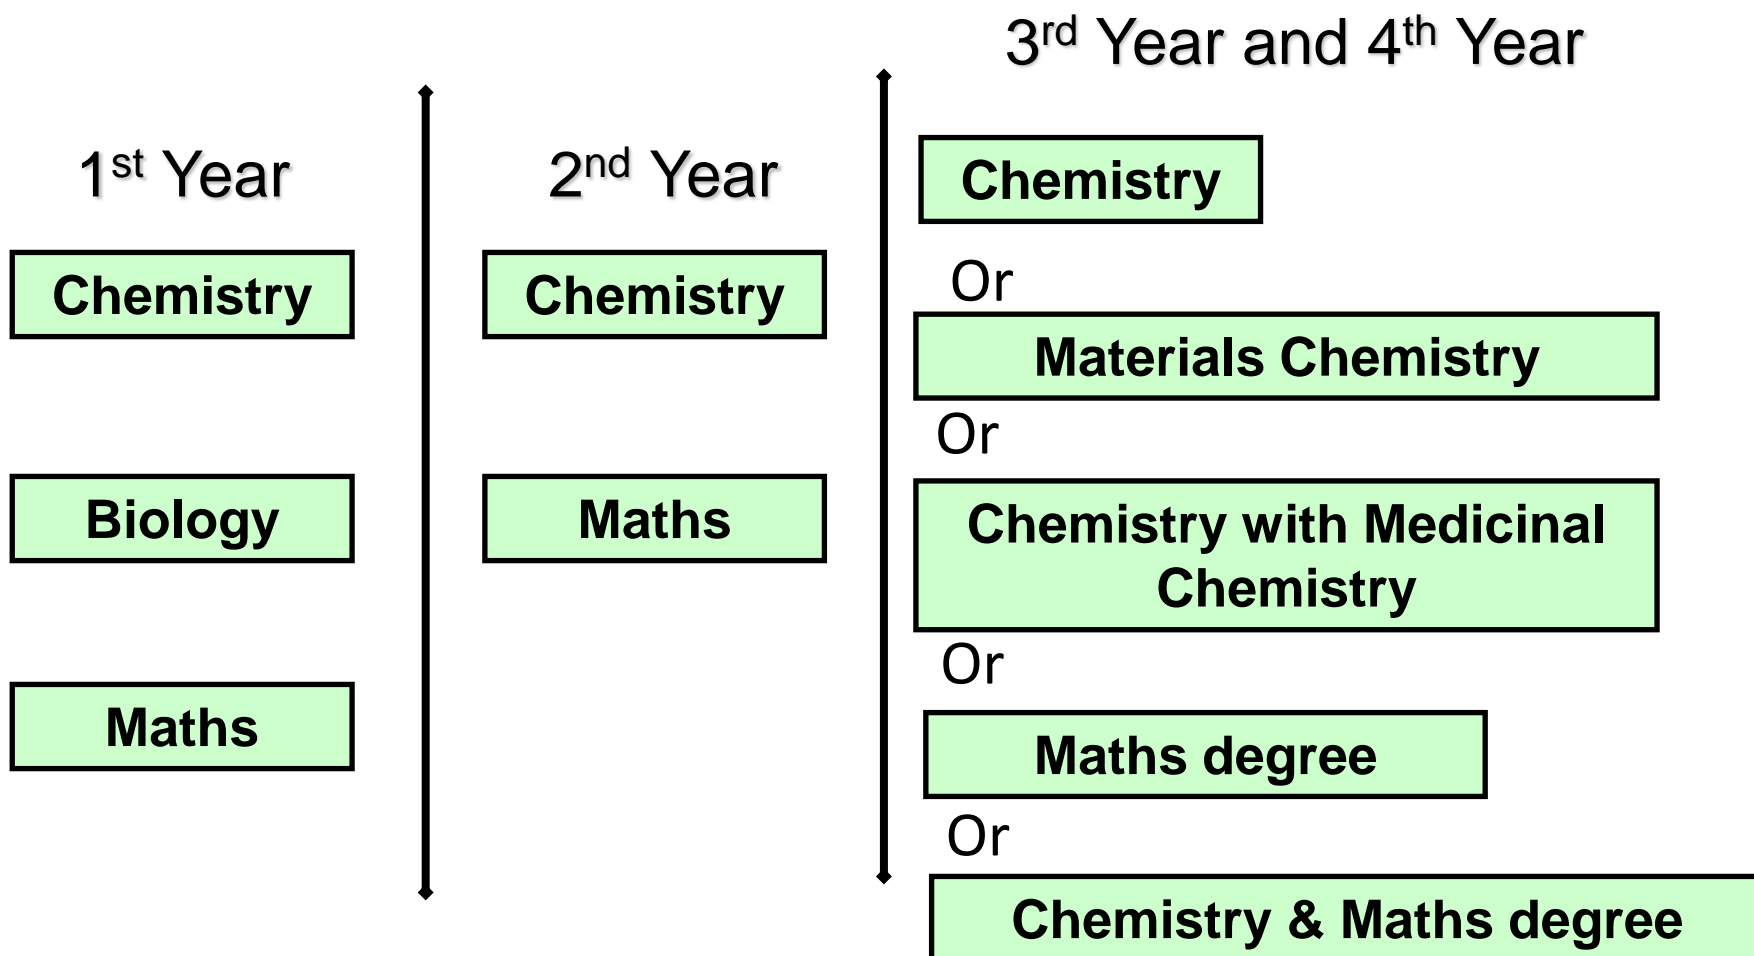 1st Year
Chemistry
Biology
Maths
2nd Year
Chemistry
Maths
3rd Year and 4th Year
Chemistry
Or
Materials Chemistry
Or
Chemistry with Medicinal
Chemistry
Or
Maths degree
Or
Chemistry & Maths degree